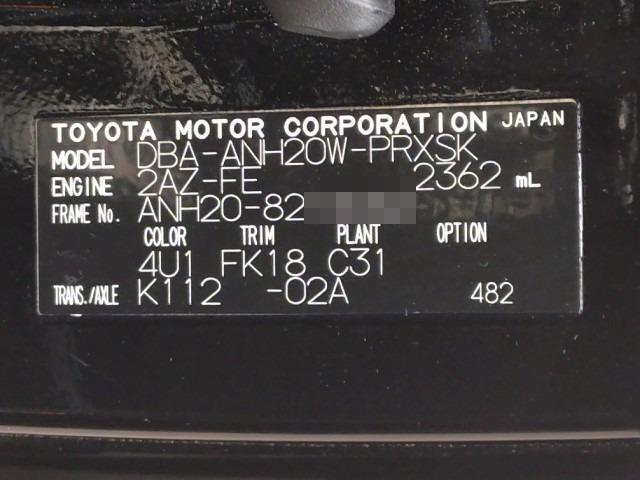 TOYOTA MOTOR CORPORATION JAPAN
MODEL DBA-ANH20W-PRXSK
ENGINE 2AZ-FE 2362 mL
FRAME No. ANH20-82
COLOR TRIM PLANT OPTION
4U1 FK18 C31
TRANS./AXLE K112 -02A 482